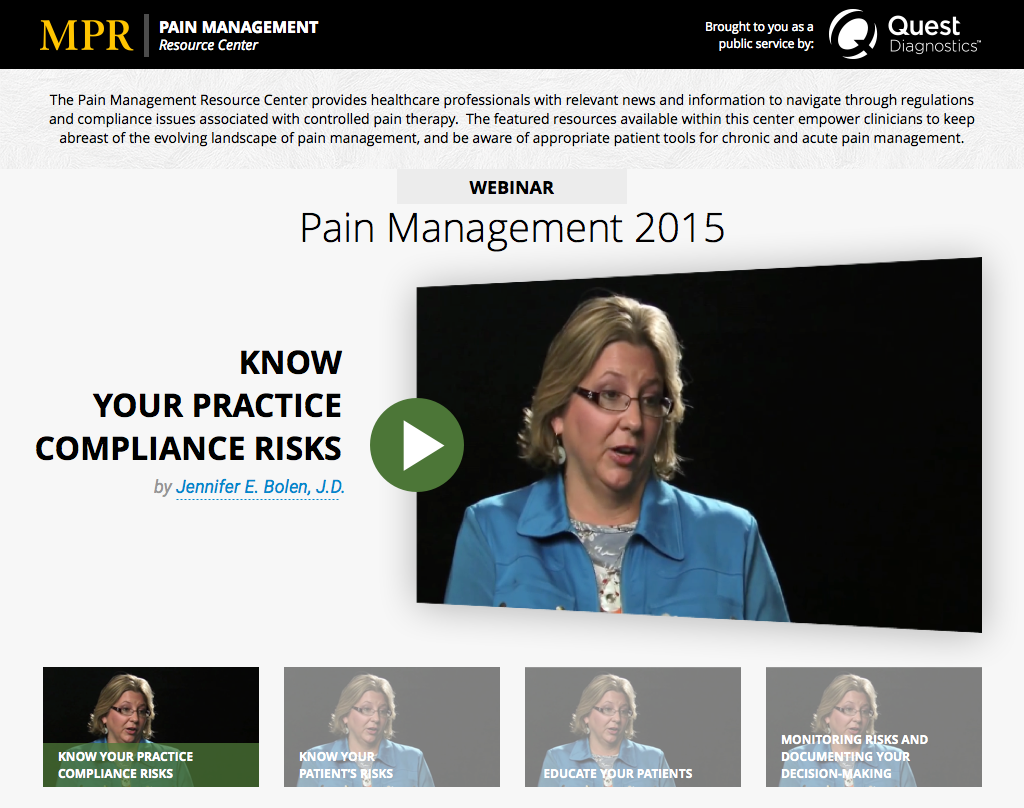 MPR
PAIN MANAGEMENT
Resource Center
Brought to you as a
public service by:
Quest
Diagnostics™
The Pain Management Resource Center provides healthcare professionals with relevant news and information to navigate through regulations
and compliance issues associated with controlled pain therapy. The featured resources available within this center empower clinicians to keep
abreast of the evolving landscape of pain management, and be aware of appropriate patient tools for chronic and acute pain management.
WEBINAR
Pain Management 2015
KNOW
YOUR PRACTICE
COMPLIANCE RISKS
by Jennifer E. Bolen, J.D.
KNOW YOUR PRACTICE
COMPLIANCE RISKS
KNOW YOUR
PATIENT'S RISKS
EDUCATE YOUR PATIENTS
MONITORING RISKS AND
DOCUMENTING YOUR
DECISION-MAKING